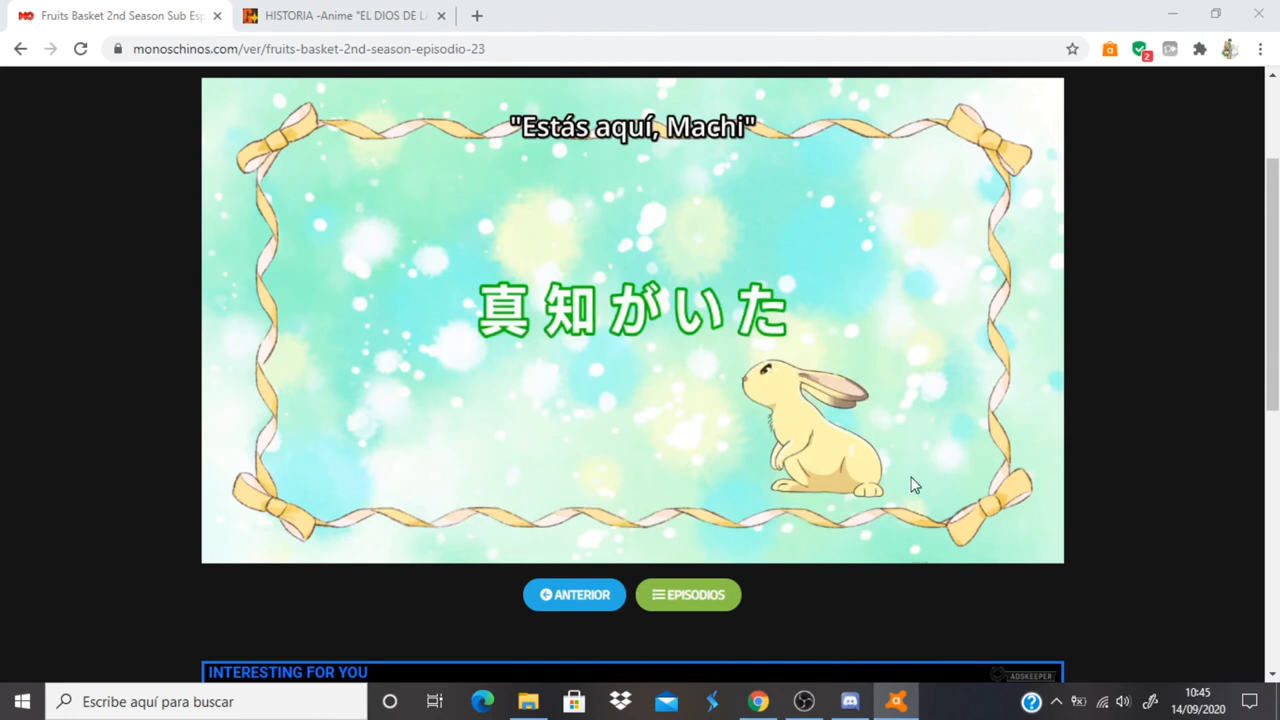 Fruits Basket 2nd Season Sub Esp
HISTORIA -Anime "EL DIOS DE LA
monoschinos.com/ver/fruits-basket-2nd-season-episodio-23
2
"Estás aquí, Machi"
真知がいた
ANTERIOR
EPISODIOS
INTERESTING FOR YOU
ADSKEEPER
Escribe aquí para buscar
10:45
14/09/2020